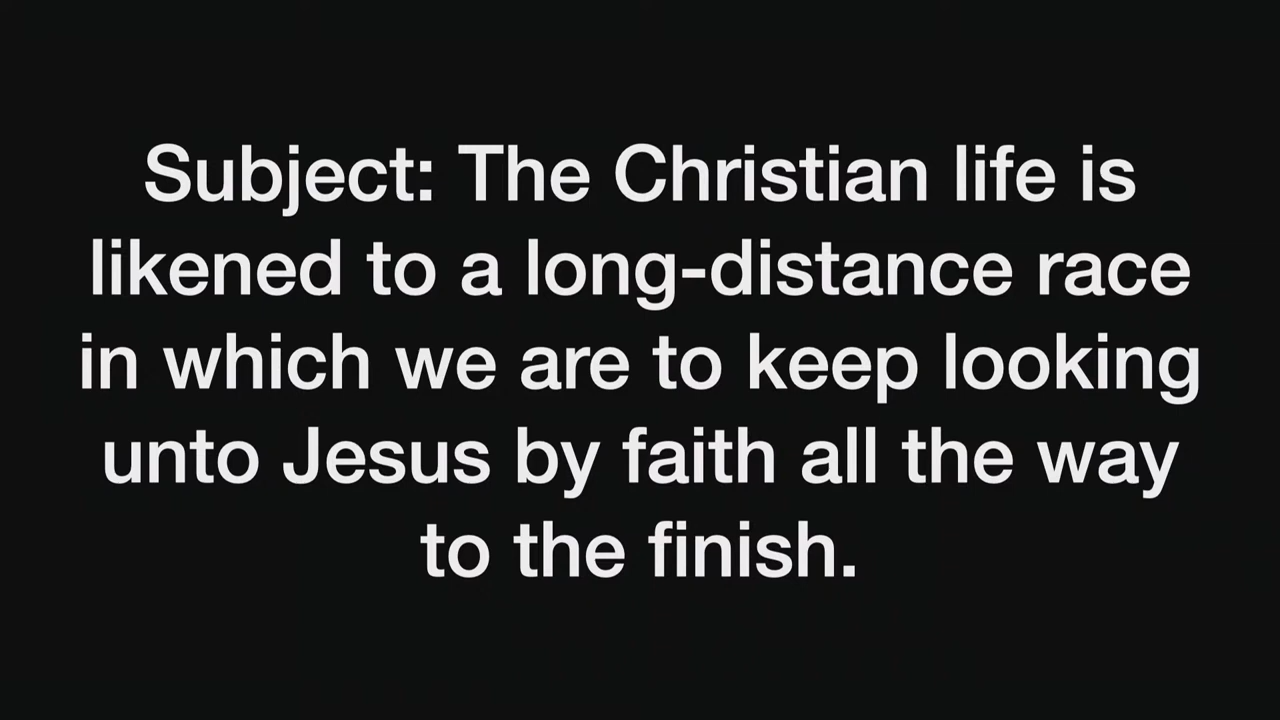 Subject: The Christian life is
likened to a long-distance race
in which we are to keep looking
unto Jesus by faith all the way
to the finish.